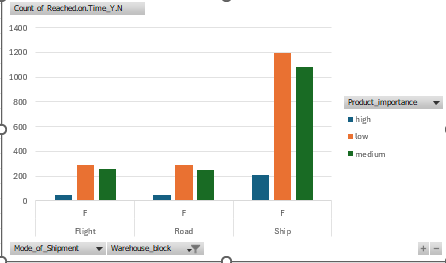 Count of Reached.on.Time_Y.N
1400
1200
1000
800
600
400
200
0
F F F
Flight Road Ship
Product_importance
high
low
medium
Mode_of_Shipment Warehouse_block